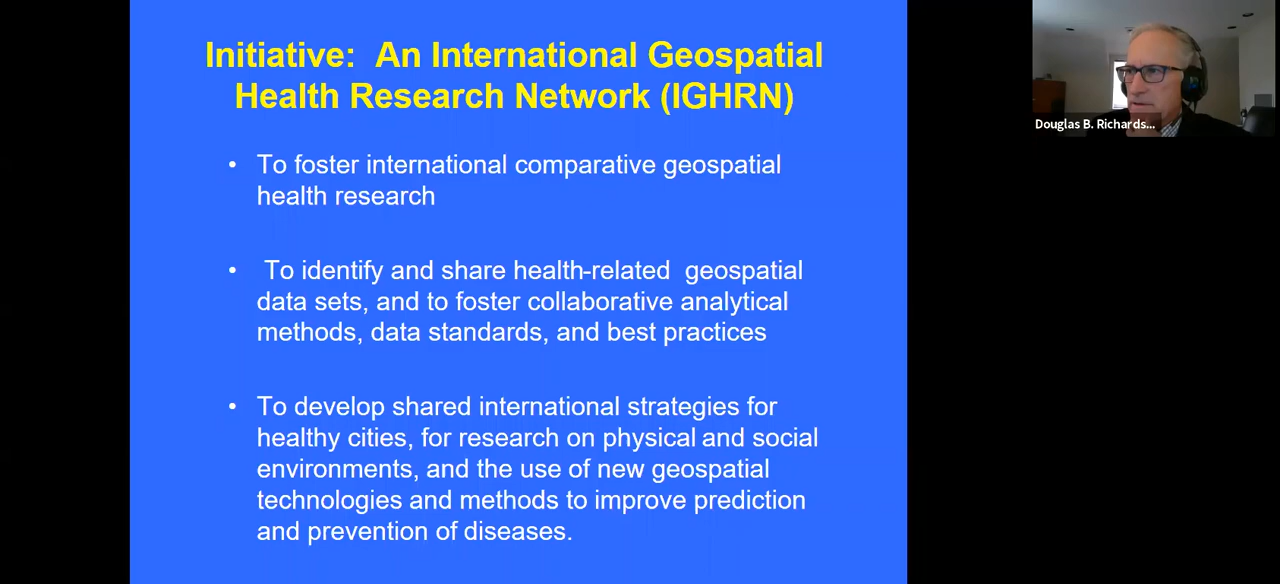 Initiative:  An International Geospatial
Health Research Network (IGHRN)
• To foster international comparative geospatial
health research
• To identify and share health-related  geospatial
data sets, and to foster collaborative analytical
methods, data standards, and best practices
• To develop shared international strategies for
healthy cities, for research on physical and social
environments, and the use of new geospatial
technologies and methods to improve prediction
and prevention of diseases.
Douglas B. Richards...